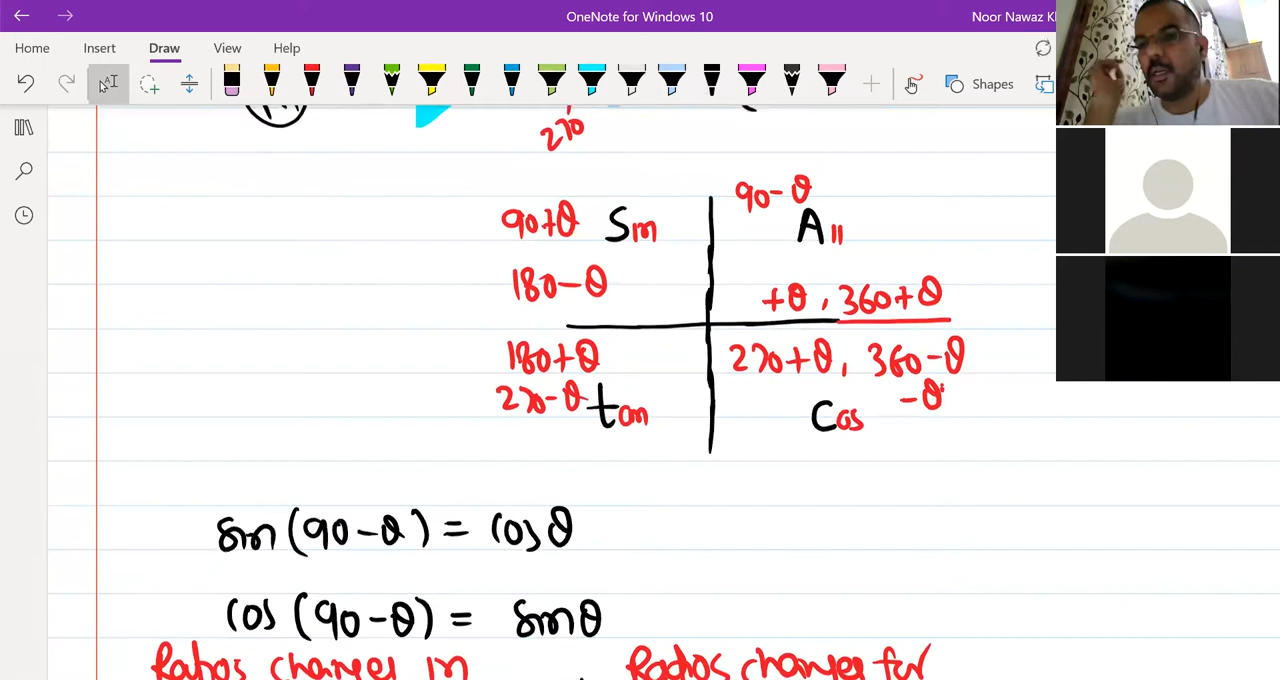 OneNote for Windows 10
Noor Nawaz Kh
Home Insert Draw View Help
Shapes
270
90-θ
90+θ Sin All
180-θ
+θ, 360+θ
180+θ 270+θ, 360-θ
270-θ tan -θ
Cos
sin(90-θ) = cosθ
cos(90-θ) = sinθ
Ratios changes in Ratios changes for